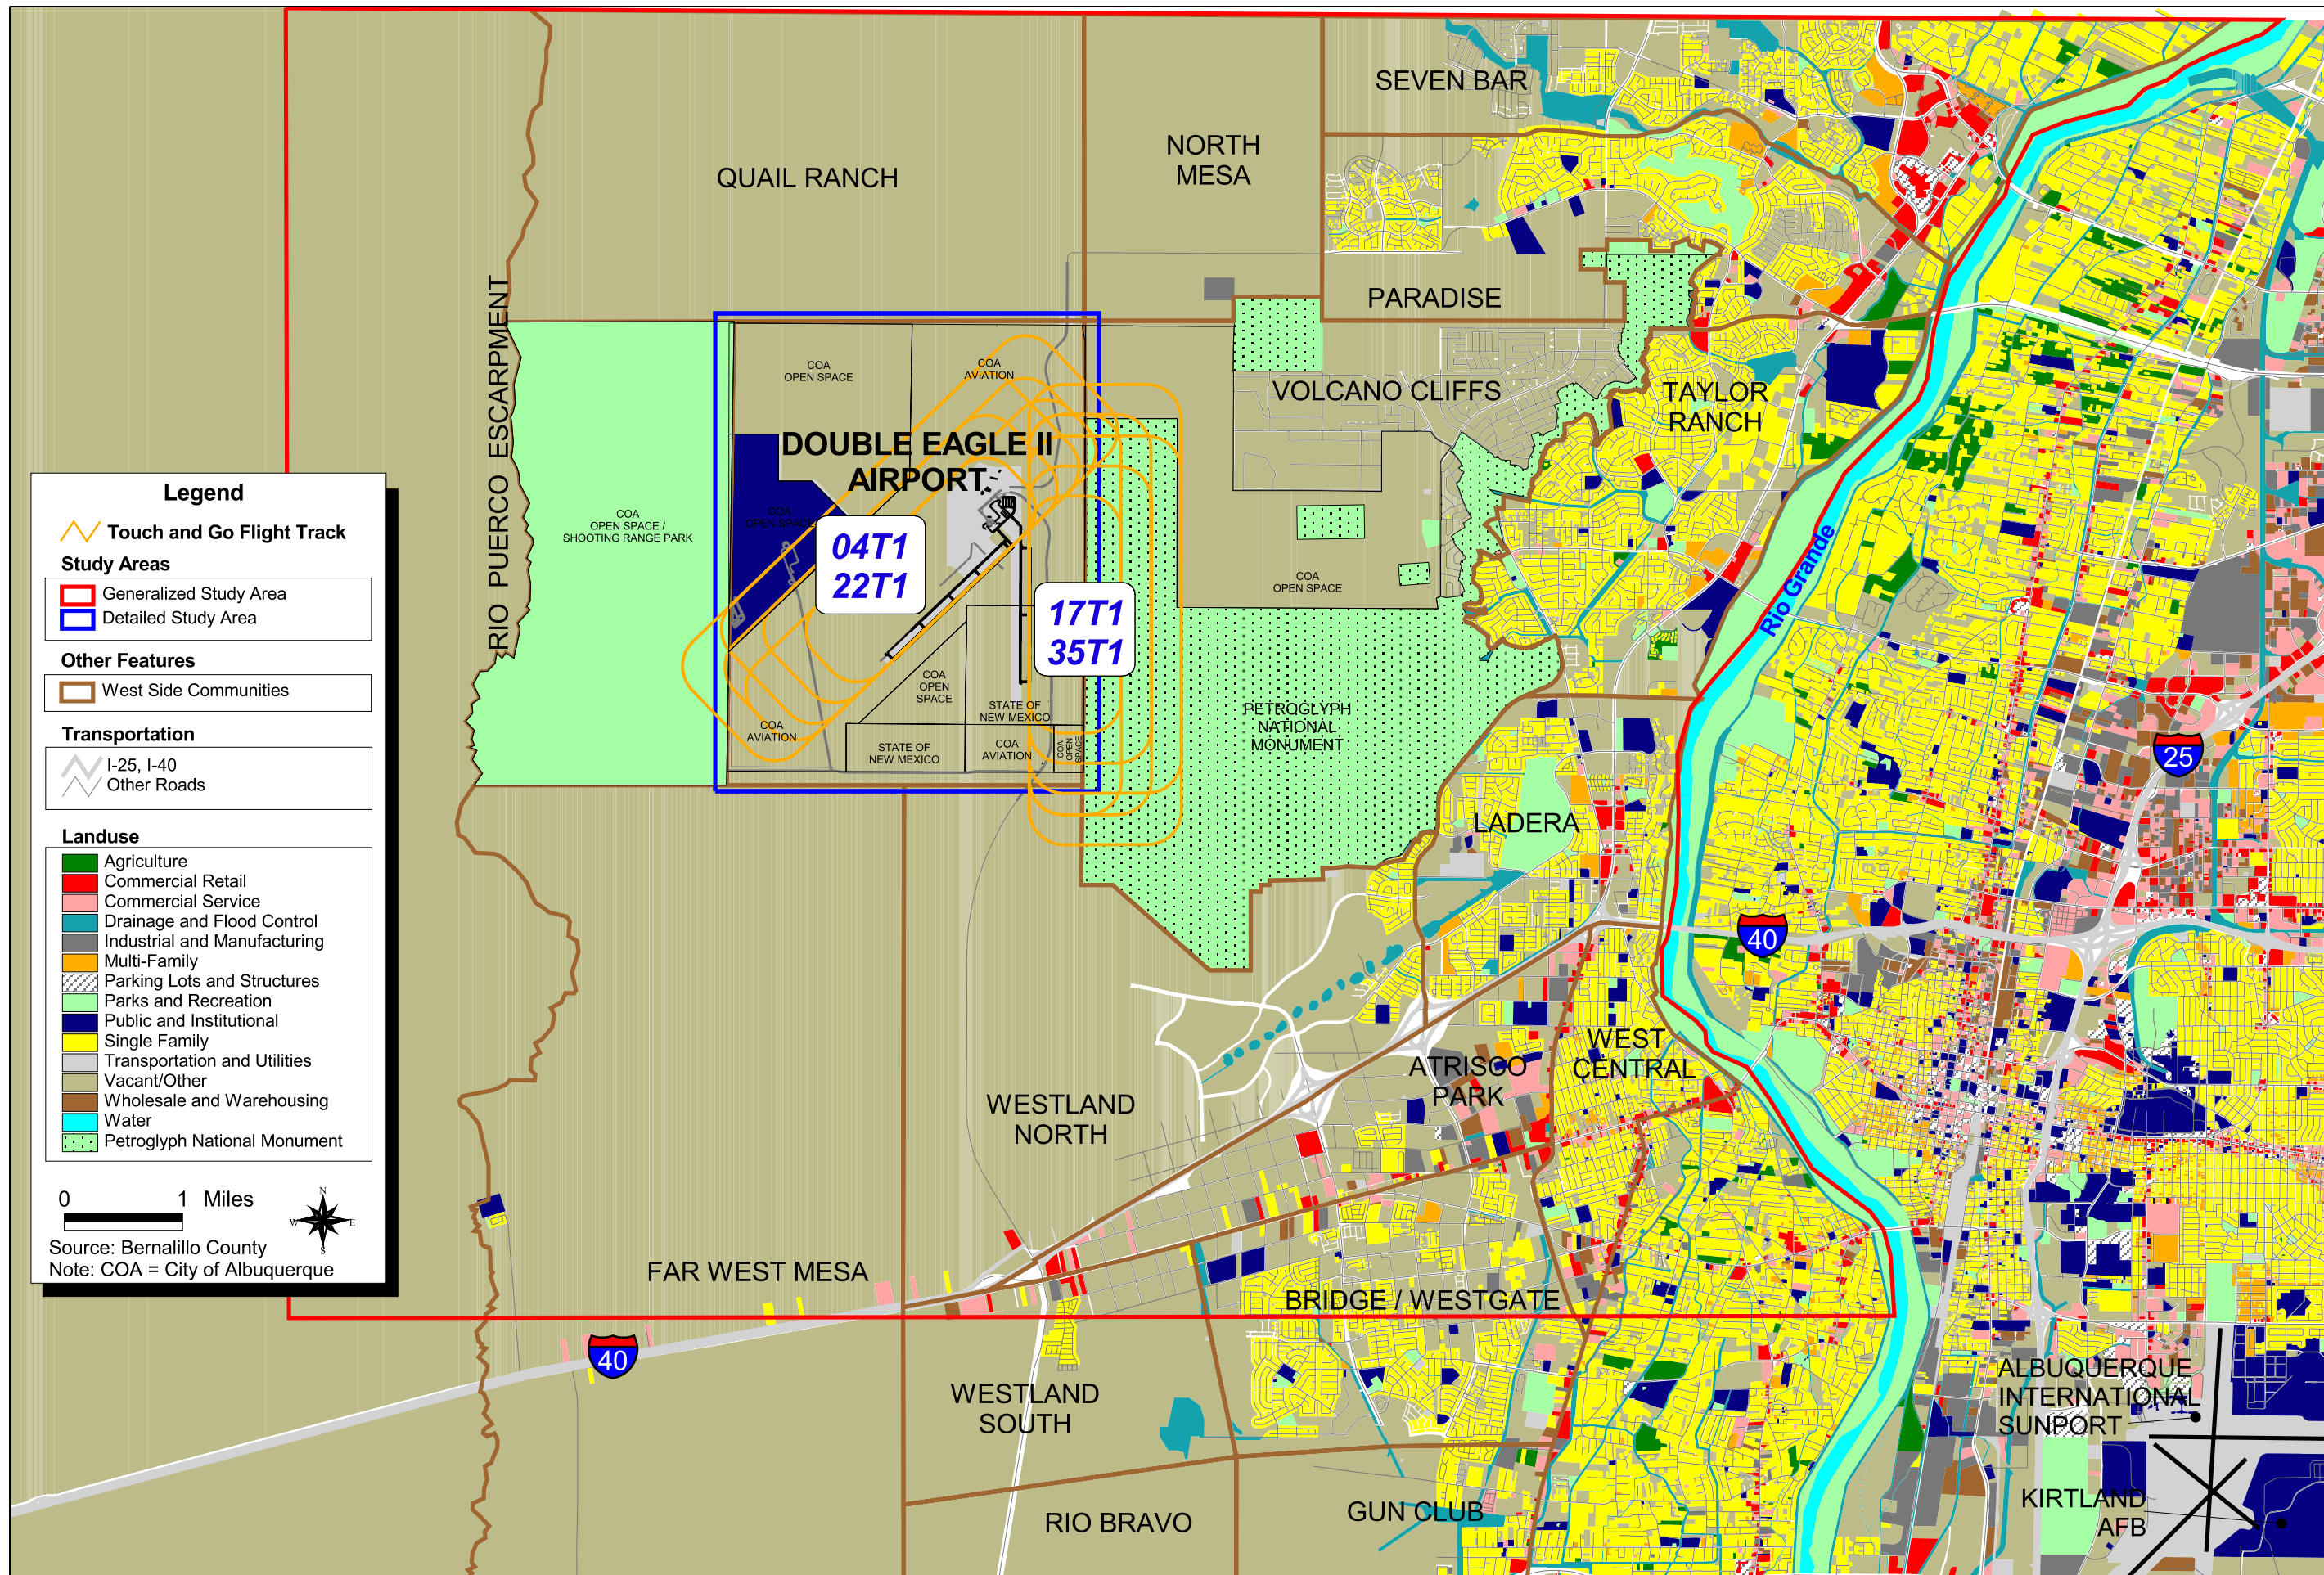 SEVEN BAR
NORTH
MESA
QUAIL RANCH
PARADISE
RIO PUERCO ESCARPMENT
COA
OPEN SPACE
COA
AVIATION
VOLCANO CLIFFS
TAYLOR
RANCH
DOUBLE EAGLE II
AIRPORT
COA
OPEN SPACE /
SHOOTING RANGE PARK
COA
OPEN SPACE
04T1
22T1
17T1
35T1
COA
OPEN SPACE
Rio Grande
COA
OPEN
SPACE
STATE OF
NEW MEXICO
COA
AVIATION
STATE OF
NEW MEXICO
COA
AVIATION
COA
OPEN
SPACE
PETROGLYPH
NATIONAL
MONUMENT
25
LADERA
40
WEST
CENTRAL
ATRISCO
PARK
WESTLAND
NORTH
FAR WEST MESA
BRIDGE / WESTGATE
40
WESTLAND
SOUTH
ALBUQUERQUE
INTERNATIONAL
SUNPORT
KIRTLAND
AFB
RIO BRAVO
GUN CLUB
Legend
Touch and Go Flight Track
Study Areas
Generalized Study Area
Detailed Study Area
Other Features
West Side Communities
Transportation
I-25, I-40
Other Roads
Landuse
Agriculture
Commercial Retail
Commercial Service
Drainage and Flood Control
Industrial and Manufacturing
Multi-Family
Parking Lots and Structures
Parks and Recreation
Public and Institutional
Single Family
Transportation and Utilities
Vacant/Other
Wholesale and Warehousing
Water
Petroglyph National Monument
0 1 Miles
N
W E
S
Source: Bernalillo County
Note: COA = City of Albuquerque